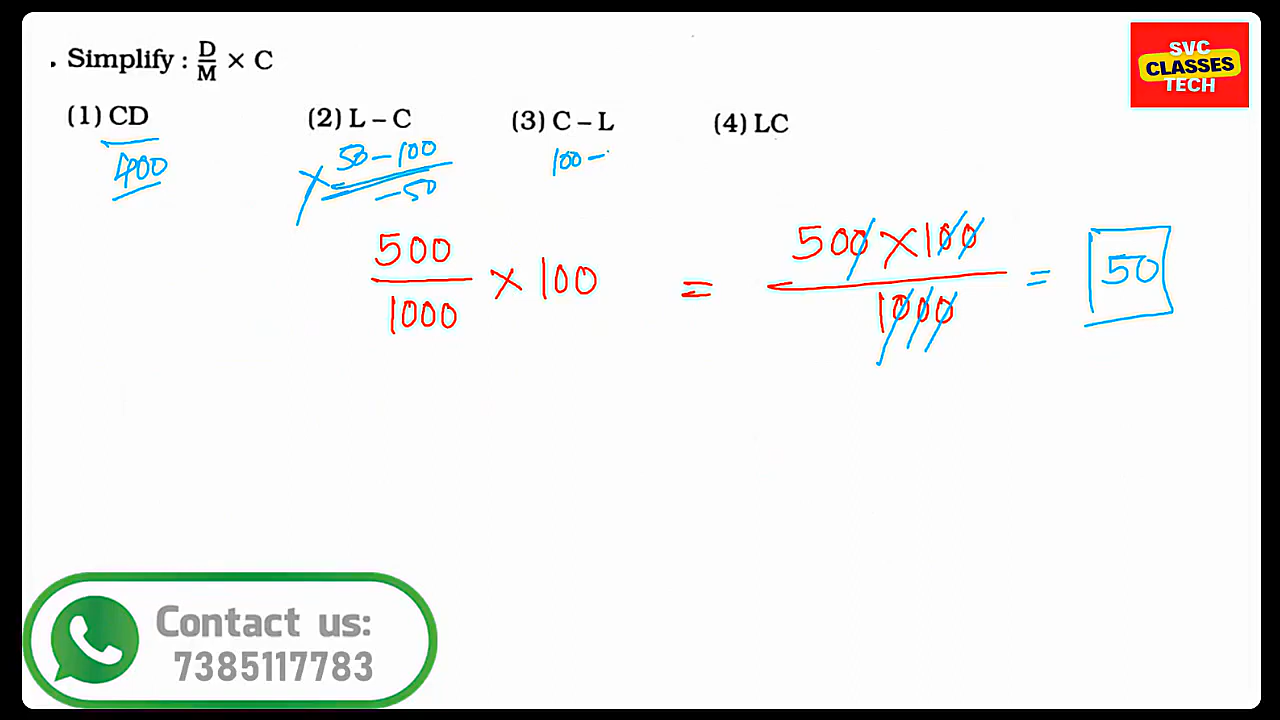 . Simplify : D/M × C
SVC
CLASSES
TECH
(1) CD (2) L – C (3) C – L (4) LC
400 × 50 – 100 100 –
– 50
500/1000 × 100 = 500 × 100/1000 = 50
Contact us:
7385117783